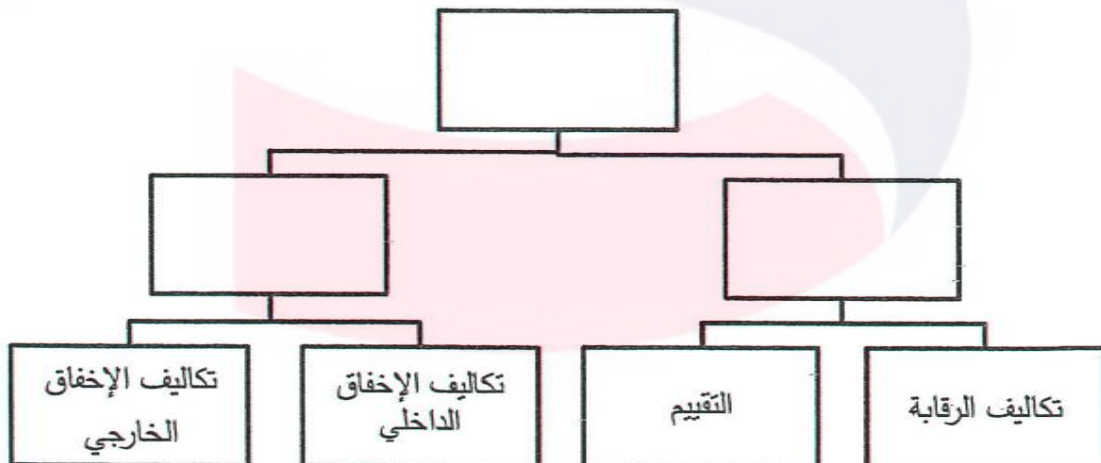 تكاليف الرقابة
التقييم
تكاليف الإخفاق
الداخلي
تكاليف الإخفاق
الخارجي